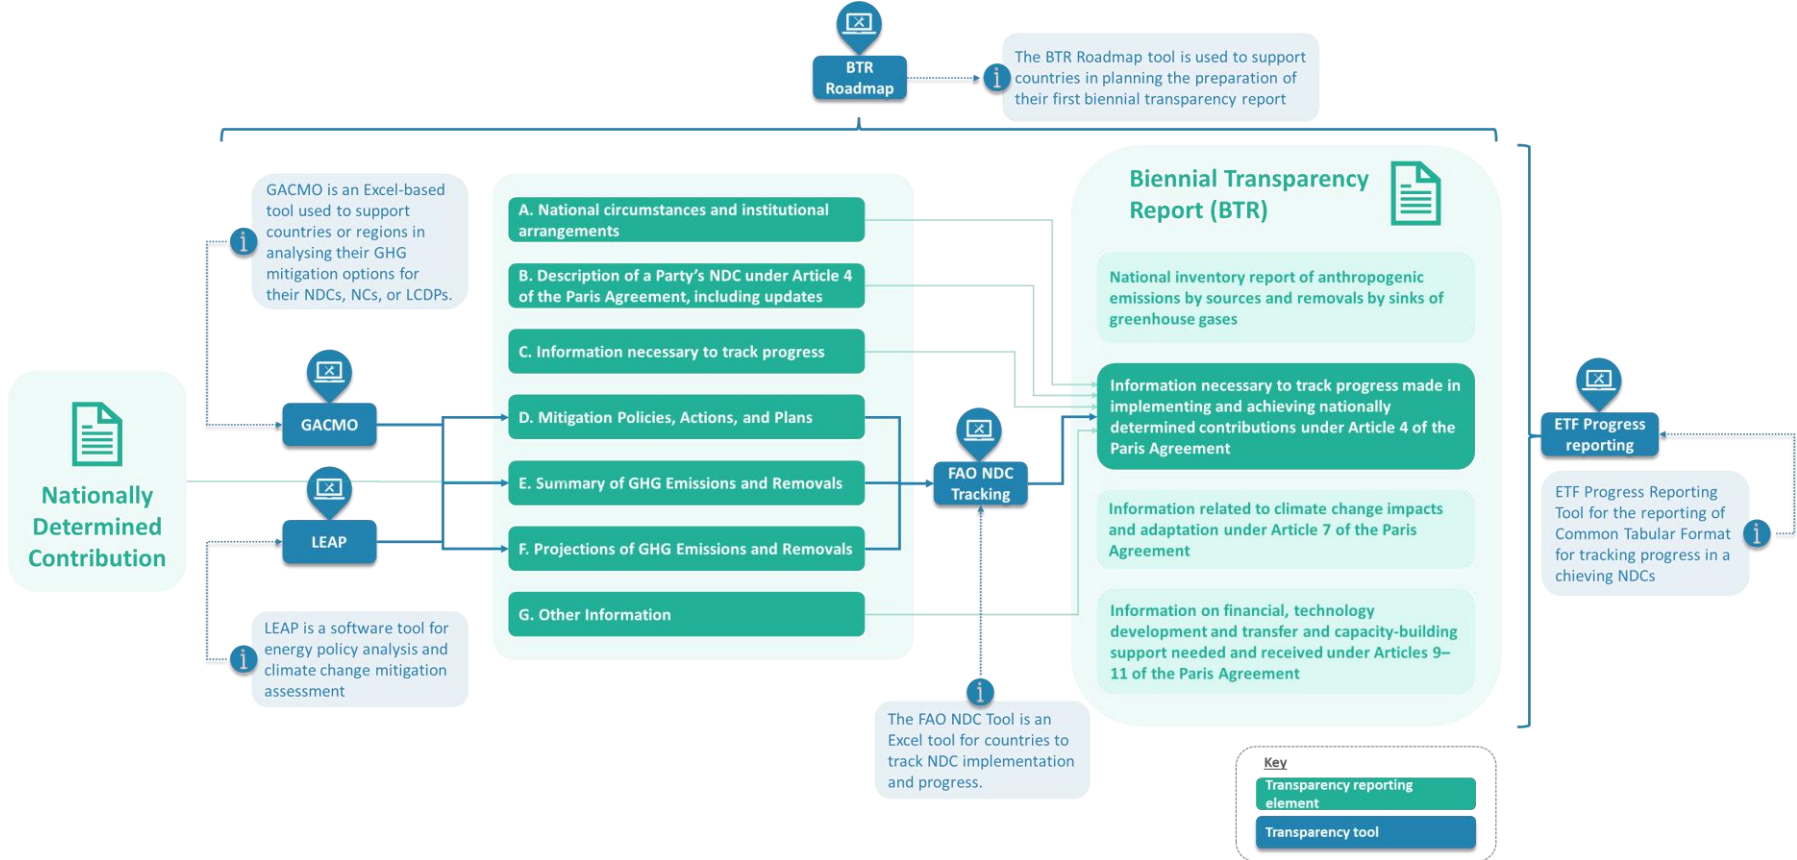 BTR
Roadmap
The BTR Roadmap tool is used to support
countries in planning the preparation of
their first biennial transparency report
GACMO is an Excel-based
tool used to support
countries or regions in
analysing their GHG
mitigation options for
their NDCs, NCs, or LCDPs.
GACMO
LEAP
Nationally
Determined
Contribution
LEAP is a software tool for
energy policy analysis and
climate change mitigation
assessment
A. National circumstances and institutional
arrangements
B. Description of a Party's NDC under Article 4
of the Paris Agreement, including updates
C. Information necessary to track progress
D. Mitigation Policies, Actions, and Plans
E. Summary of GHG Emissions and Removals
F. Projections of GHG Emissions and Removals
G. Other Information
FAO NDC
Tracking
The FAO NDC Tool is an
Excel tool for countries to
track NDC implementation
and progress.
Biennial Transparency
Report (BTR)
National inventory report of anthropogenic
emissions by sources and removals by sinks of
greenhouse gases
Information necessary to track progress made in
implementing and achieving nationally
determined contributions under Article 4 of the
Paris Agreement
Information related to climate change impacts
and adaptation under Article 7 of the Paris
Agreement
Information on financial, technology
development and transfer and capacity-building
support needed and received under Articles 9–
11 of the Paris Agreement
ETF Progress
reporting
ETF Progress Reporting
Tool for the reporting of
Common Tabular Format
for tracking progress in a
chieving NDCs
Key
Transparency reporting
element
Transparency tool